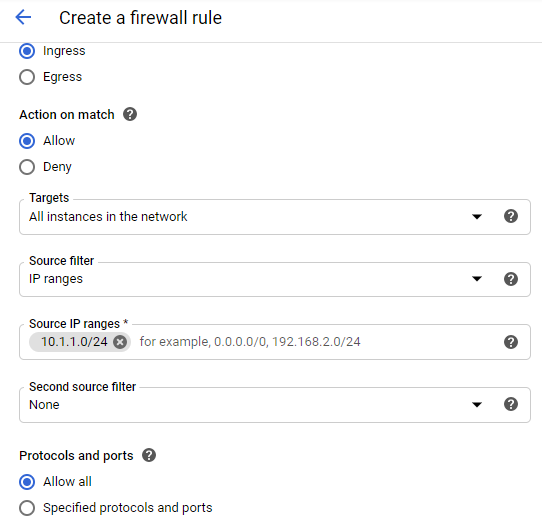 Create a firewall rule
Ingress
Egress
Action on match
Allow
Deny
Targets
All instances in the network
Source filter
IP ranges
Source IP ranges *
10.1.1.0/24 for example, 0.0.0.0/0, 192.168.2.0/24
Second source filter
None
Protocols and ports
Allow all
Specified protocols and ports